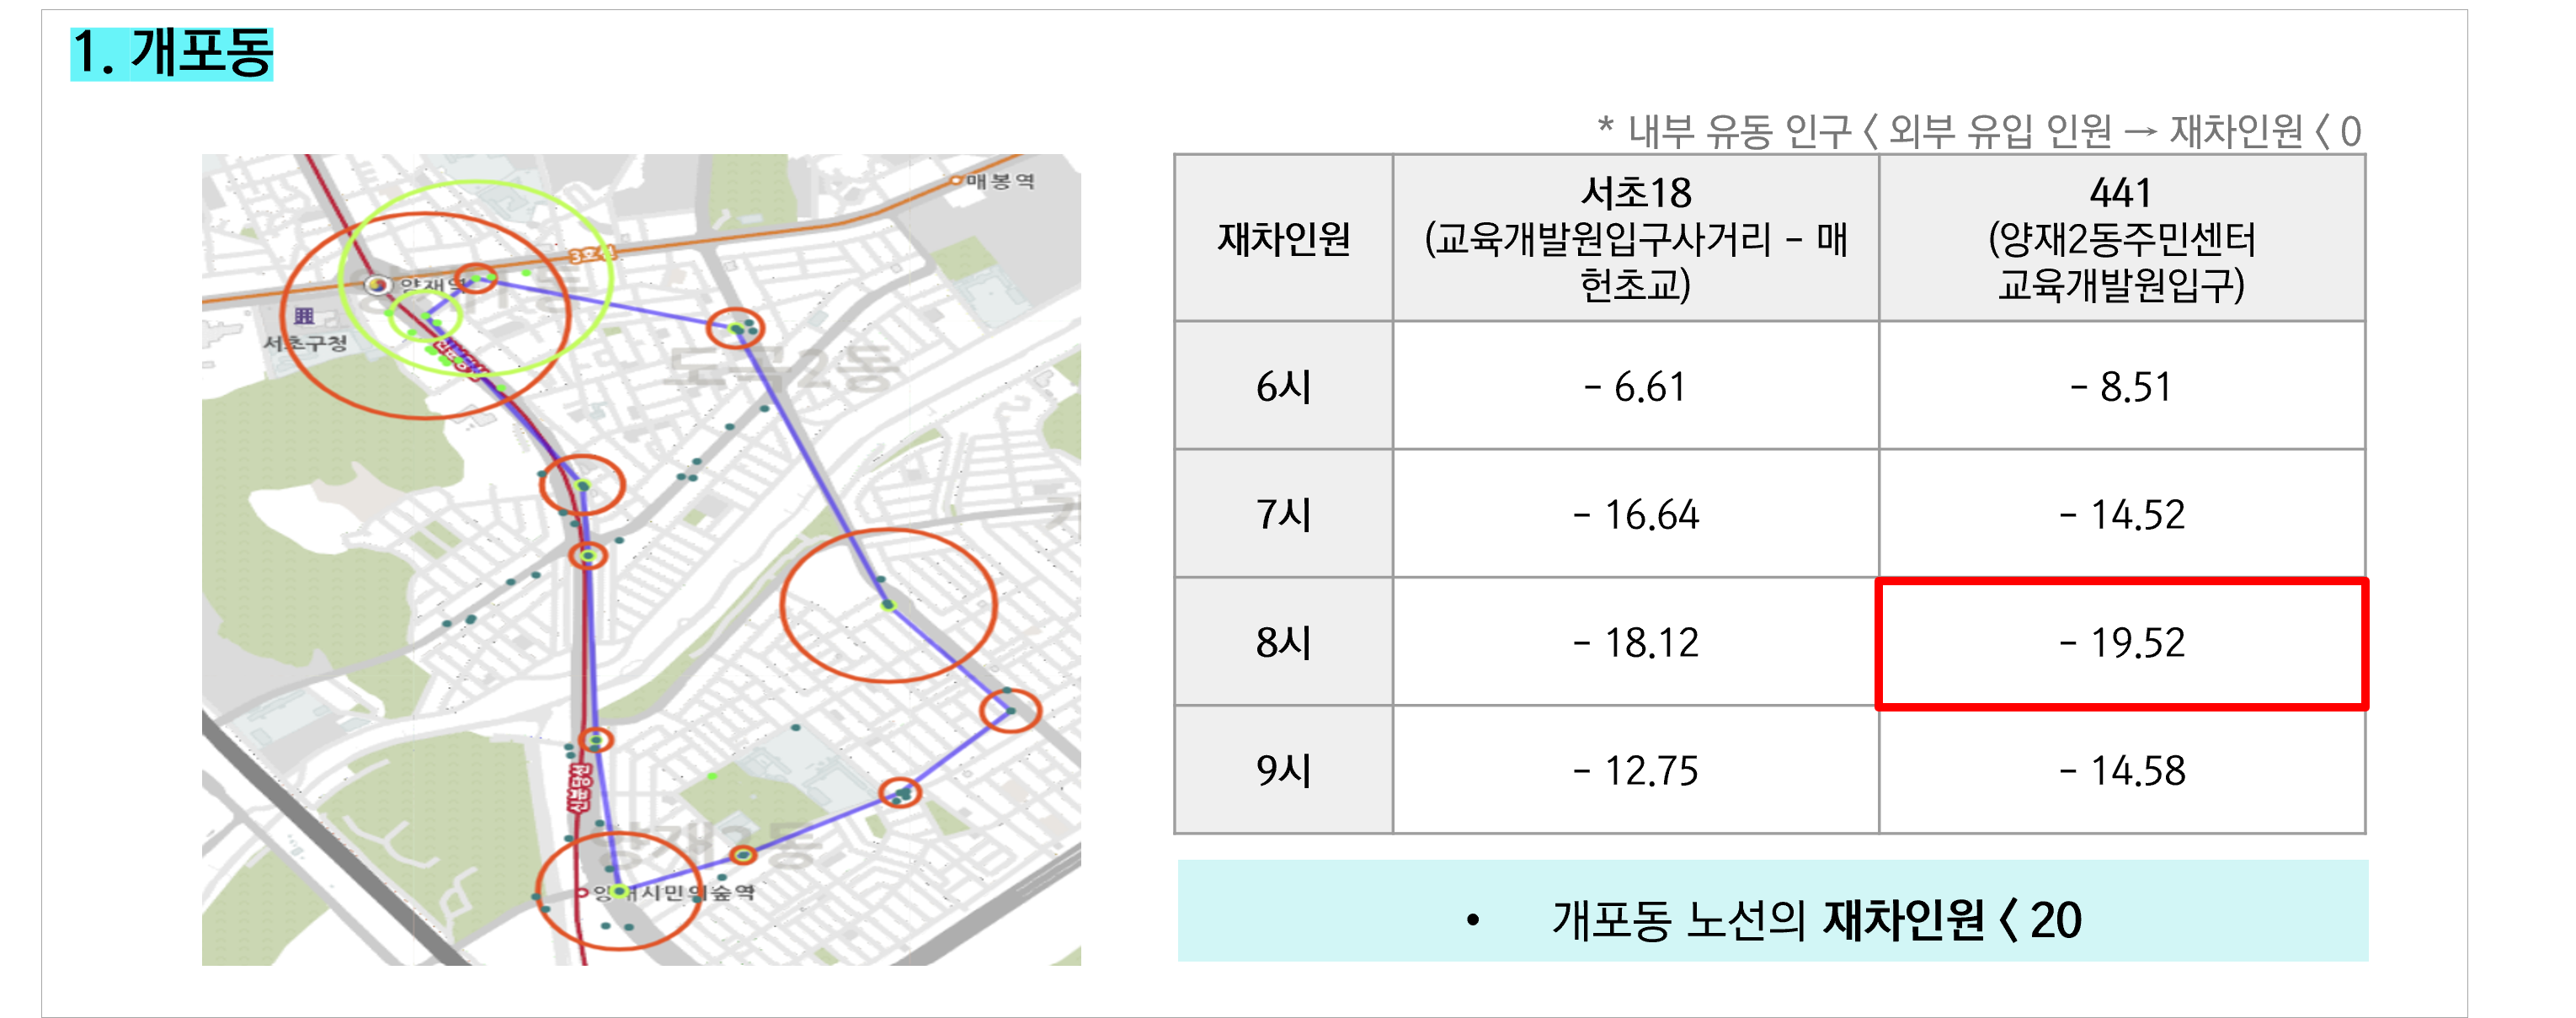 1. 개포동
* 내부 유동 인구 < 외부 유입 인원 → 재차인원 < 0
매봉역
3호선
양재역
서초구청
도곡2동
신분당선
양재2동
양재시민의숲역
재차인원
서초18
(교육개발원입구사거리 - 매
헌초교)
441
(양재2동주민센터
교육개발원입구)
6시
- 6.61
- 8.51
7시
- 16.64
- 14.52
8시
- 18.12
- 19.52
9시
- 12.75
- 14.58
• 개포동 노선의 재차인원 < 20